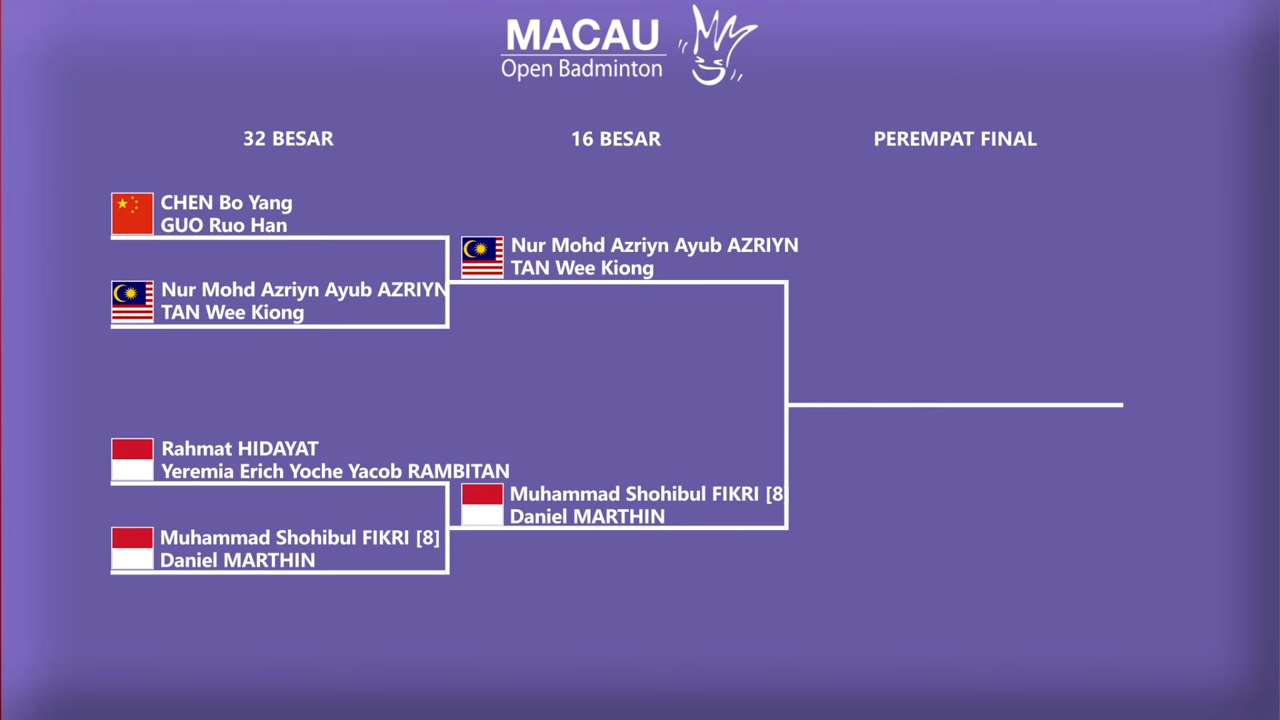 MACAU
Open Badminton
32 BESAR
16 BESAR
PEREMPAT FINAL
CHEN Bo Yang
GUO Ruo Han
Nur Mohd Azriyn Ayub AZRIYN
TAN Wee Kiong
Nur Mohd Azriyn Ayub AZRIYN
TAN Wee Kiong
Rahmat HIDAYAT
Yeremia Erich Yoche Yacob RAMBITAN
Muhammad Shohibul FIKRI [8]
Daniel MARTHIN
Muhammad Shohibul FIKRI [8
Daniel MARTHIN